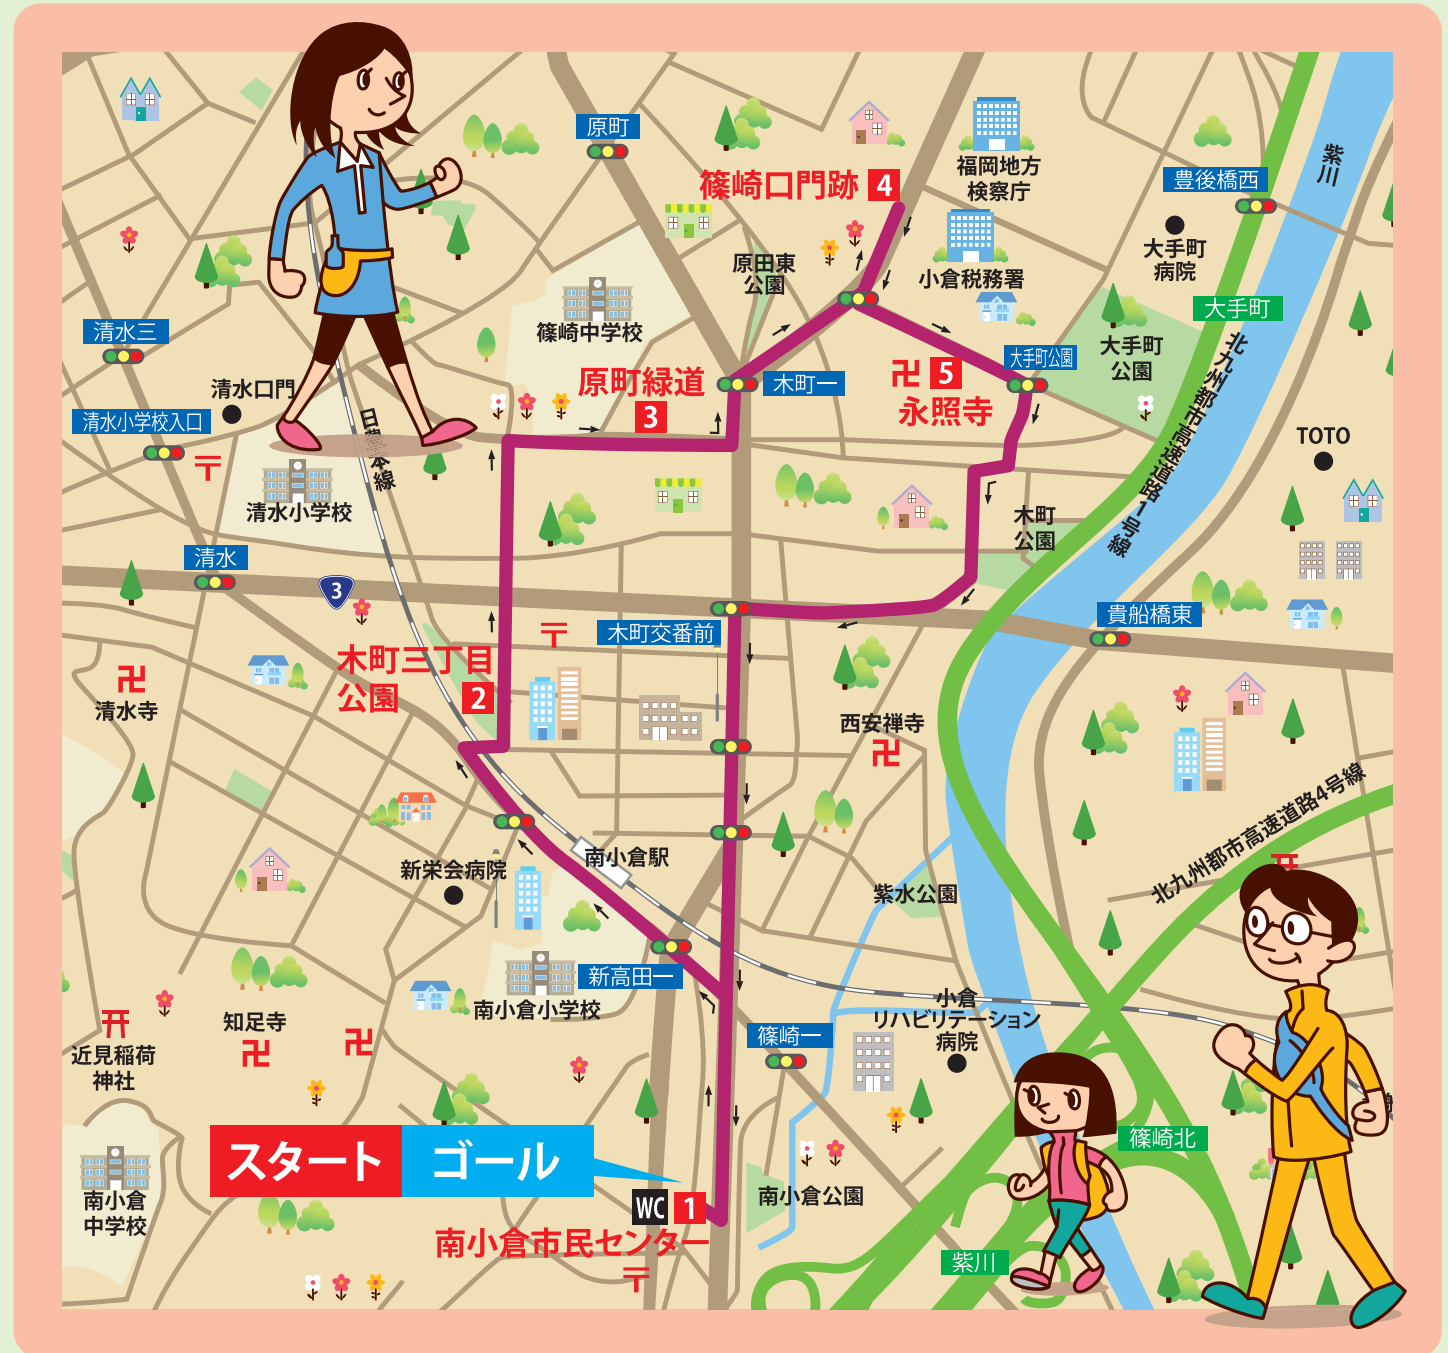 原町
篠崎口門跡 4
福岡地方
検察庁
豊後橋西
紫川
大手町
病院
原田東
公園
小倉税務署
大手町
篠崎中学校
清水三
清水口門
清水小学校入口
原町緑道
3
木町一
卍 5
永照寺
大手町公園
大手町
公園
北九州都市高速道路1号線
TOTO
〒
清水小学校
木町
公園
清水
3
〒
木町交番前
貴船橋東
木町三丁目
公園 2
卍
清水寺
西安禅寺
卍
北九州都市高速道路4号線
新栄会病院
南小倉駅
紫水公園
新高田一
南小倉小学校
小倉
リハビリテーション
病院
知足寺
卍
卍
近見稲荷
神社
篠崎一
スタート ゴール
篠崎北
南小倉
中学校
WC 1
南小倉市民センター
〒
南小倉公園
紫川